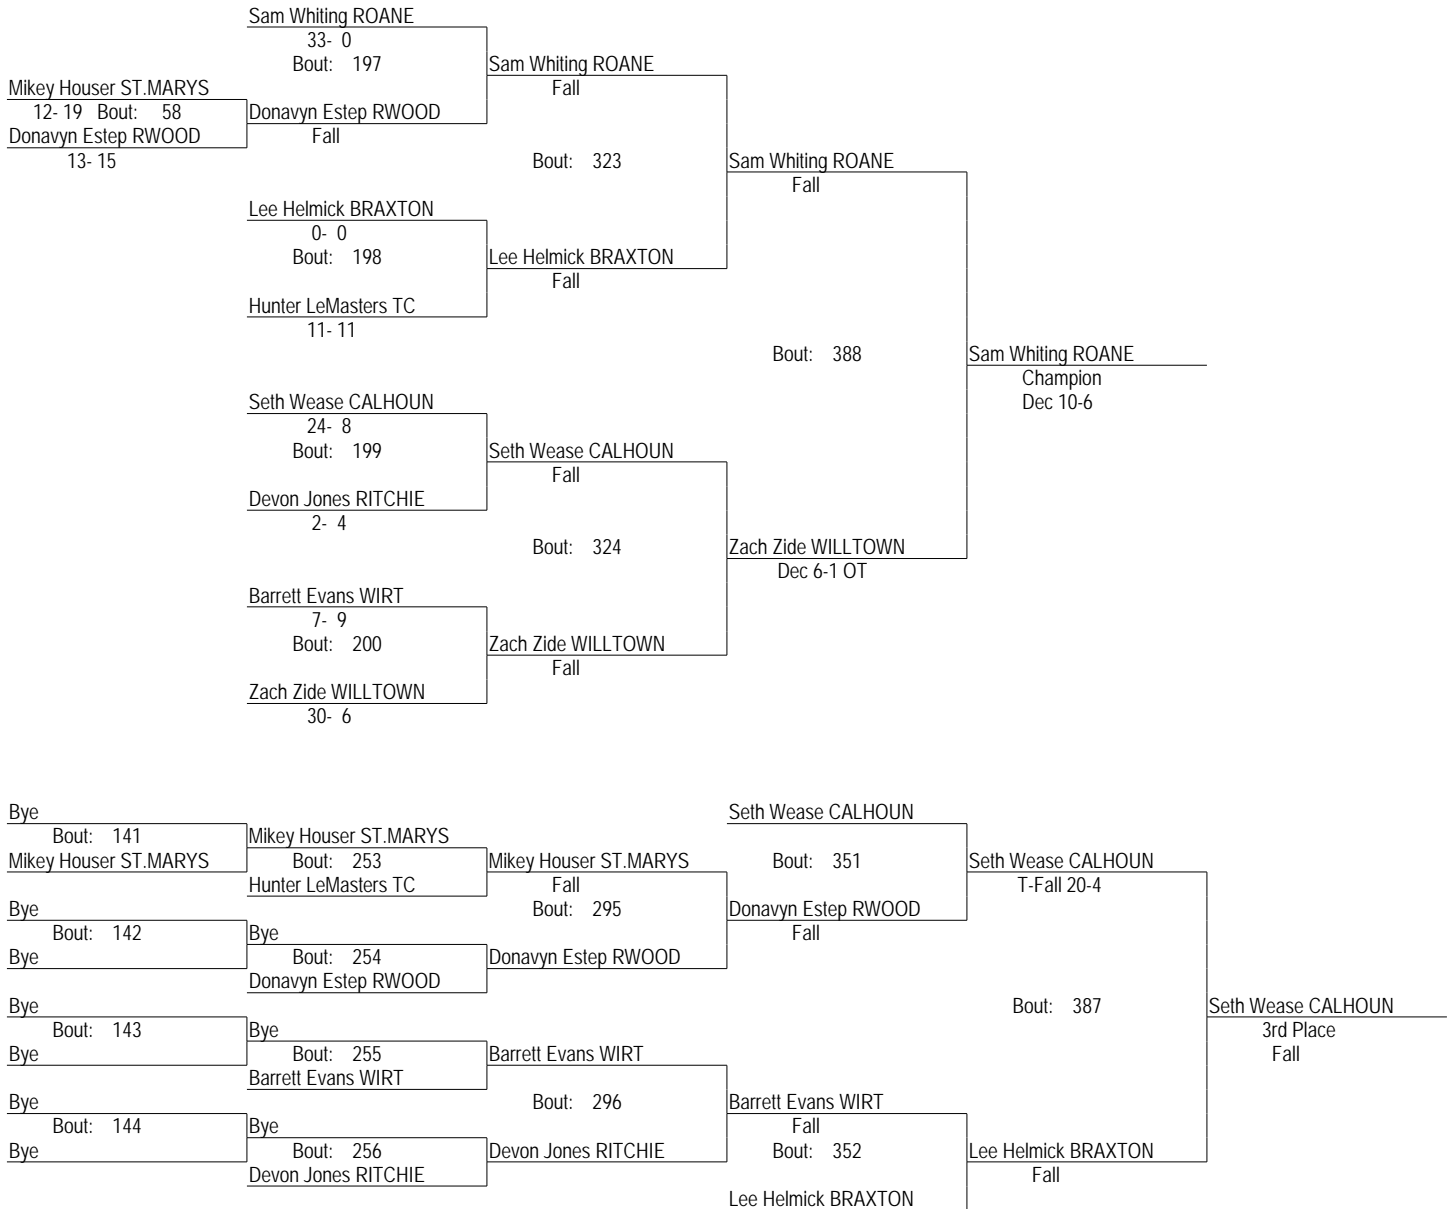 Sam Whiting ROANE
33- 0
Bout: 197
Sam Whiting ROANE
Fall
Mikey Houser ST.MARYS
12- 19 Bout: 58
Donavyn Estep RWOOD
Fall
Donavyn Estep RWOOD
13- 15
Bout: 323
Sam Whiting ROANE
Fall
Lee Helmick BRAXTON
0- 0
Bout: 198
Lee Helmick BRAXTON
Fall
Hunter LeMasters TC
11- 11
Bout: 388
Sam Whiting ROANE
Champion
Dec 10-6
Seth Wease CALHOUN
24- 8
Bout: 199
Seth Wease CALHOUN
Fall
Devon Jones RITCHIE
2- 4
Bout: 324
Zach Zide WILLTOWN
Dec 6-1 OT
Barrett Evans WIRT
7- 9
Bout: 200
Zach Zide WILLTOWN
Fall
Zach Zide WILLTOWN
30- 6
Bye
Bout: 141
Mikey Houser ST.MARYS
Mikey Houser ST.MARYS
Bout: 253
Hunter LeMasters TC
Mikey Houser ST.MARYS
Fall
Bout: 295
Seth Wease CALHOUN
Bout: 351
Seth Wease CALHOUN
T-Fall 20-4
Donavyn Estep RWOOD
Fall
Bye
Bout: 142
Bye
Bye
Bout: 254
Donavyn Estep RWOOD
Donavyn Estep RWOOD
Bye
Bout: 143
Bye
Bye
Bout: 255
Barrett Evans WIRT
Barrett Evans WIRT
Bout: 387
Seth Wease CALHOUN
3rd Place
Fall
Bye
Bout: 144
Bye
Bye
Bout: 256
Devon Jones RITCHIE
Bout: 296
Devon Jones RITCHIE
Barrett Evans WIRT
Fall
Bout: 352
Lee Helmick BRAXTON
Lee Helmick BRAXTON
Fall